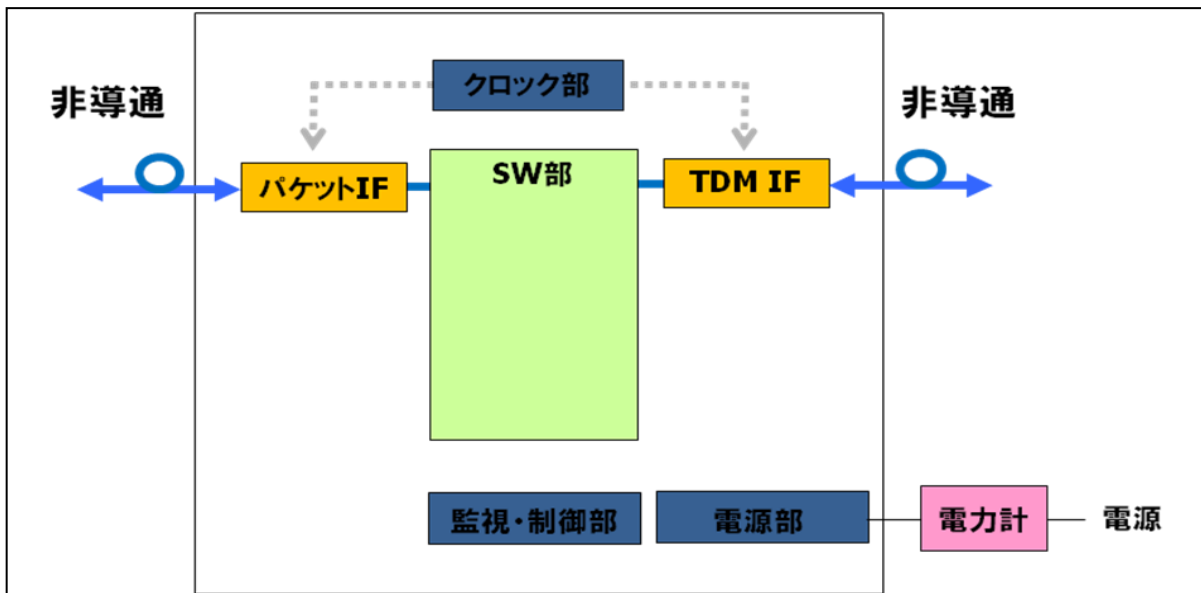 クロック部
非導通
非導通
パケットIF
SW部
TDM IF
監視・制御部
電源部
電力計
電源